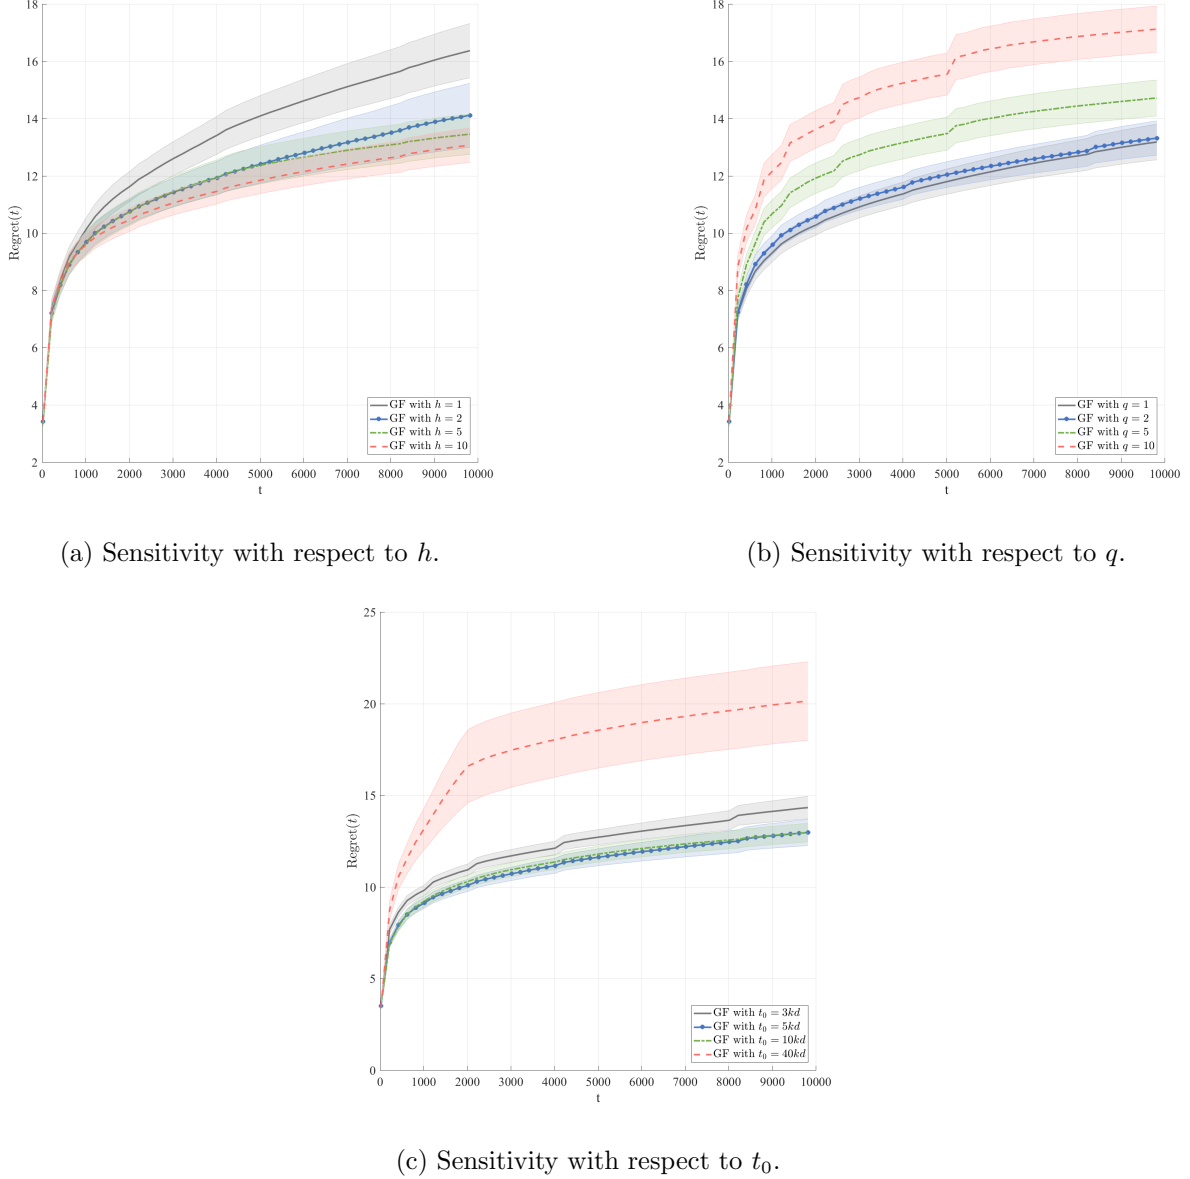 18
16
14
12
10
8
6
4
2
Regret(t)
0 1000 2000 3000 4000 5000 6000 7000 8000 9000 10000
t
GF with h = 1
GF with h = 2
GF with h = 5
GF with h = 10
(a) Sensitivity with respect to h.
18
16
14
12
10
8
6
4
2
Regret(t)
0 1000 2000 3000 4000 5000 6000 7000 8000 9000 10000
t
GF with q = 1
GF with q = 2
GF with q = 5
GF with q = 10
(b) Sensitivity with respect to q.
25
20
15
10
5
0
Regret(t)
0 1000 2000 3000 4000 5000 6000 7000 8000 9000 10000
t
GF with t₀ = 3kd
GF with t₀ = 5kd
GF with t₀ = 10kd
GF with t₀ = 40kd
(c) Sensitivity with respect to t₀.